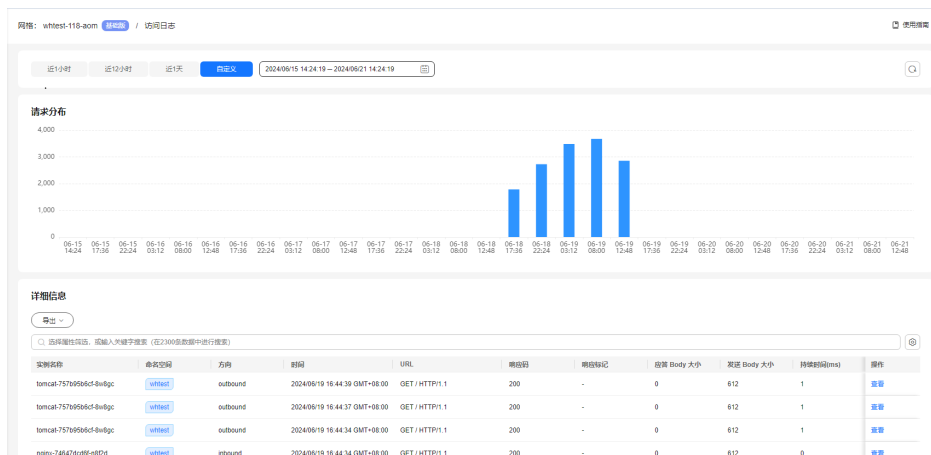 网格： whtest-118-aom 基础版 / 访问日志
使用指南
近1小时 近12小时 近1天 自定义 2024/06/15 14:24:19 – 2024/06/21 14:24:19
请求分布
4,000
3,000
2,000
1,000
0
06-15 06-15 06-15 06-16 06-16 06-16 06-16 06-16 06-17 06-17 06-17 06-17 06-17 06-18 06-18 06-18 06-18 06-18 06-19 06-19 06-19 06-19 06-19 06-20 06-20 06-20 06-20 06-20 06-21 06-21 06-21
14:24 17:36 22:24 03:12 08:00 12:48 17:36 22:24 03:12 08:00 12:48 17:36 22:24 03:12 08:00 12:48 17:36 22:24 03:12 08:00 12:48 17:36 22:24 03:12 08:00 12:48 17:36 22:24 03:12 08:00 12:48
详细信息
导出
选择属性筛选，或输入关键字搜索（在2300条数据中进行搜索）
实例名称 命名空间 方向 时间 URL 响应码 响应标记 应答 Body 大小 发送 Body 大小 持续时间(ms) 操作
tomcat-757b95b6cf-8w8gc whtest outbound 2024/06/19 16:44:39 GMT+08:00 GET / HTTP/1.1 200 - 0 612 1 查看
tomcat-757b95b6cf-8w8gc whtest outbound 2024/06/19 16:44:37 GMT+08:00 GET / HTTP/1.1 200 - 0 612 1 查看
tomcat-757b95b6cf-8w8gc whtest outbound 2024/06/19 16:44:34 GMT+08:00 GET / HTTP/1.1 200 - 0 612 1 查看
nginx-74647dcd6f-g8f2d whtest inbound 2024/06/19 16:44:34 GMT+08:00 GET / HTTP/1.1 200 - 0 612 0 查看